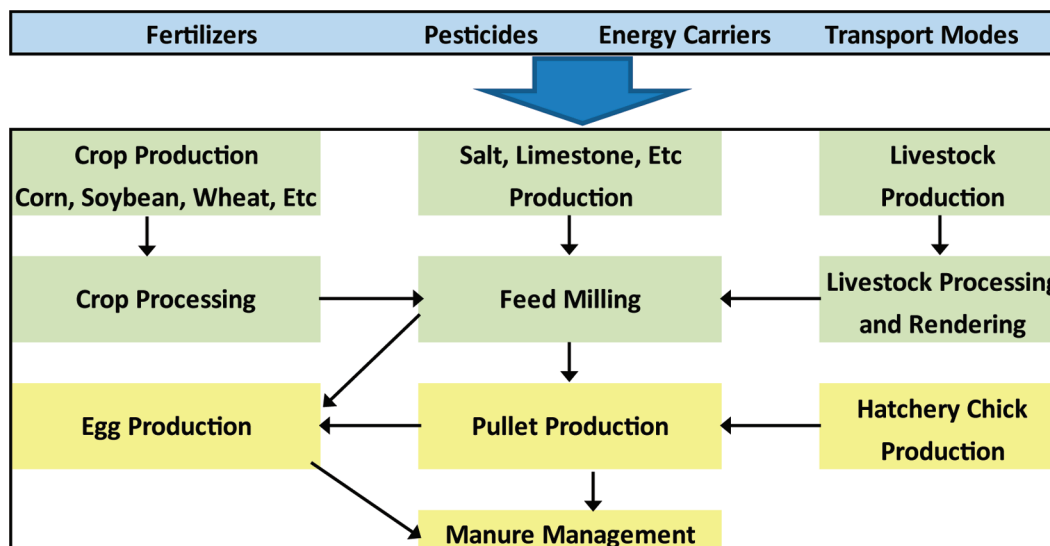 Fertilizers Pesticides Energy Carriers Transport Modes
Crop Production
Corn, Soybean, Wheat, Etc
Salt, Limestone, Etc
Production
Livestock
Production
Crop Processing
Feed Milling
Livestock Processing
and Rendering
Egg Production
Pullet Production
Hatchery Chick
Production
Manure Management